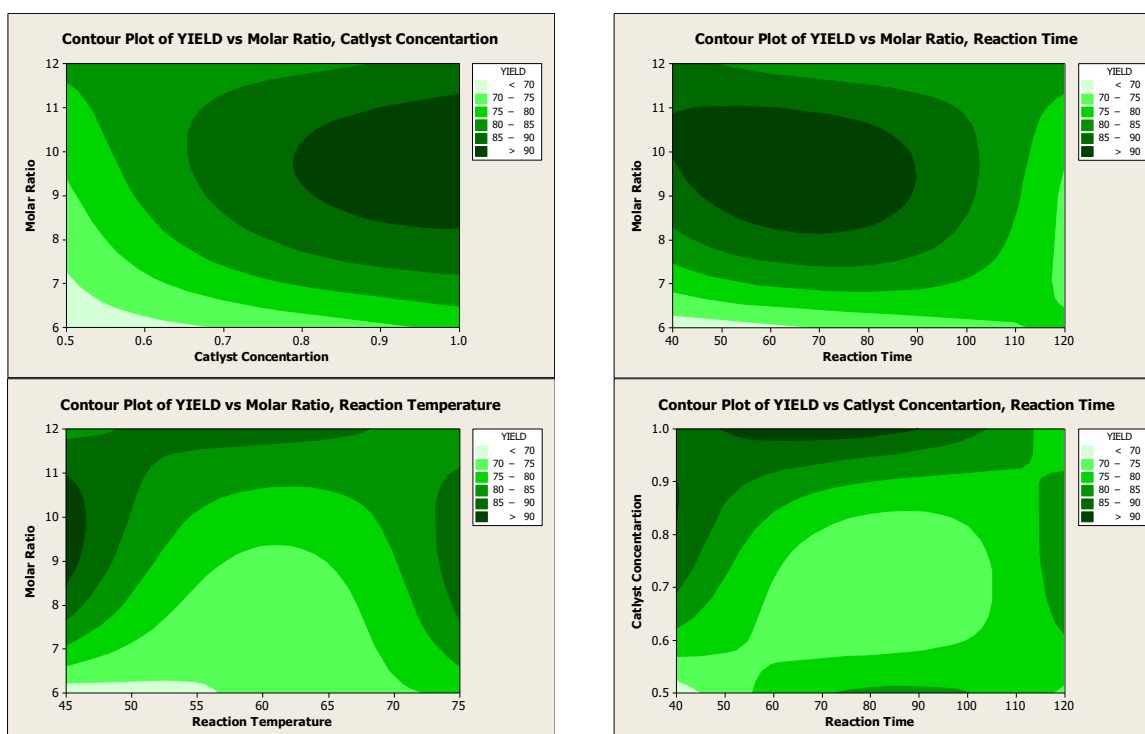 Contour Plot of YIELD vs Molar Ratio, Catlyst Concentartion
12
11
10
9
8
7
6
Molar Ratio
0.5 0.6 0.7 0.8 0.9 1.0
Catlyst Concentartion
YIELD
< 70
70 – 75
75 – 80
80 – 85
85 – 90
> 90
Contour Plot of YIELD vs Molar Ratio, Reaction Time
12
11
10
9
8
7
6
Molar Ratio
40 50 60 70 80 90 100 110 120
Reaction Time
YIELD
< 70
70 – 75
75 – 80
80 – 85
85 – 90
> 90
Contour Plot of YIELD vs Molar Ratio, Reaction Temperature
12
11
10
9
8
7
6
Molar Ratio
45 50 55 60 65 70 75
Reaction Temperature
YIELD
< 70
70 – 75
75 – 80
80 – 85
85 – 90
> 90
Contour Plot of YIELD vs Catlyst Concentartion, Reaction Time
1.0
0.9
0.8
0.7
0.6
0.5
Catlyst Concentartion
40 50 60 70 80 90 100 110 120
Reaction Time
YIELD
< 70
70 – 75
75 – 80
80 – 85
85 – 90
> 90